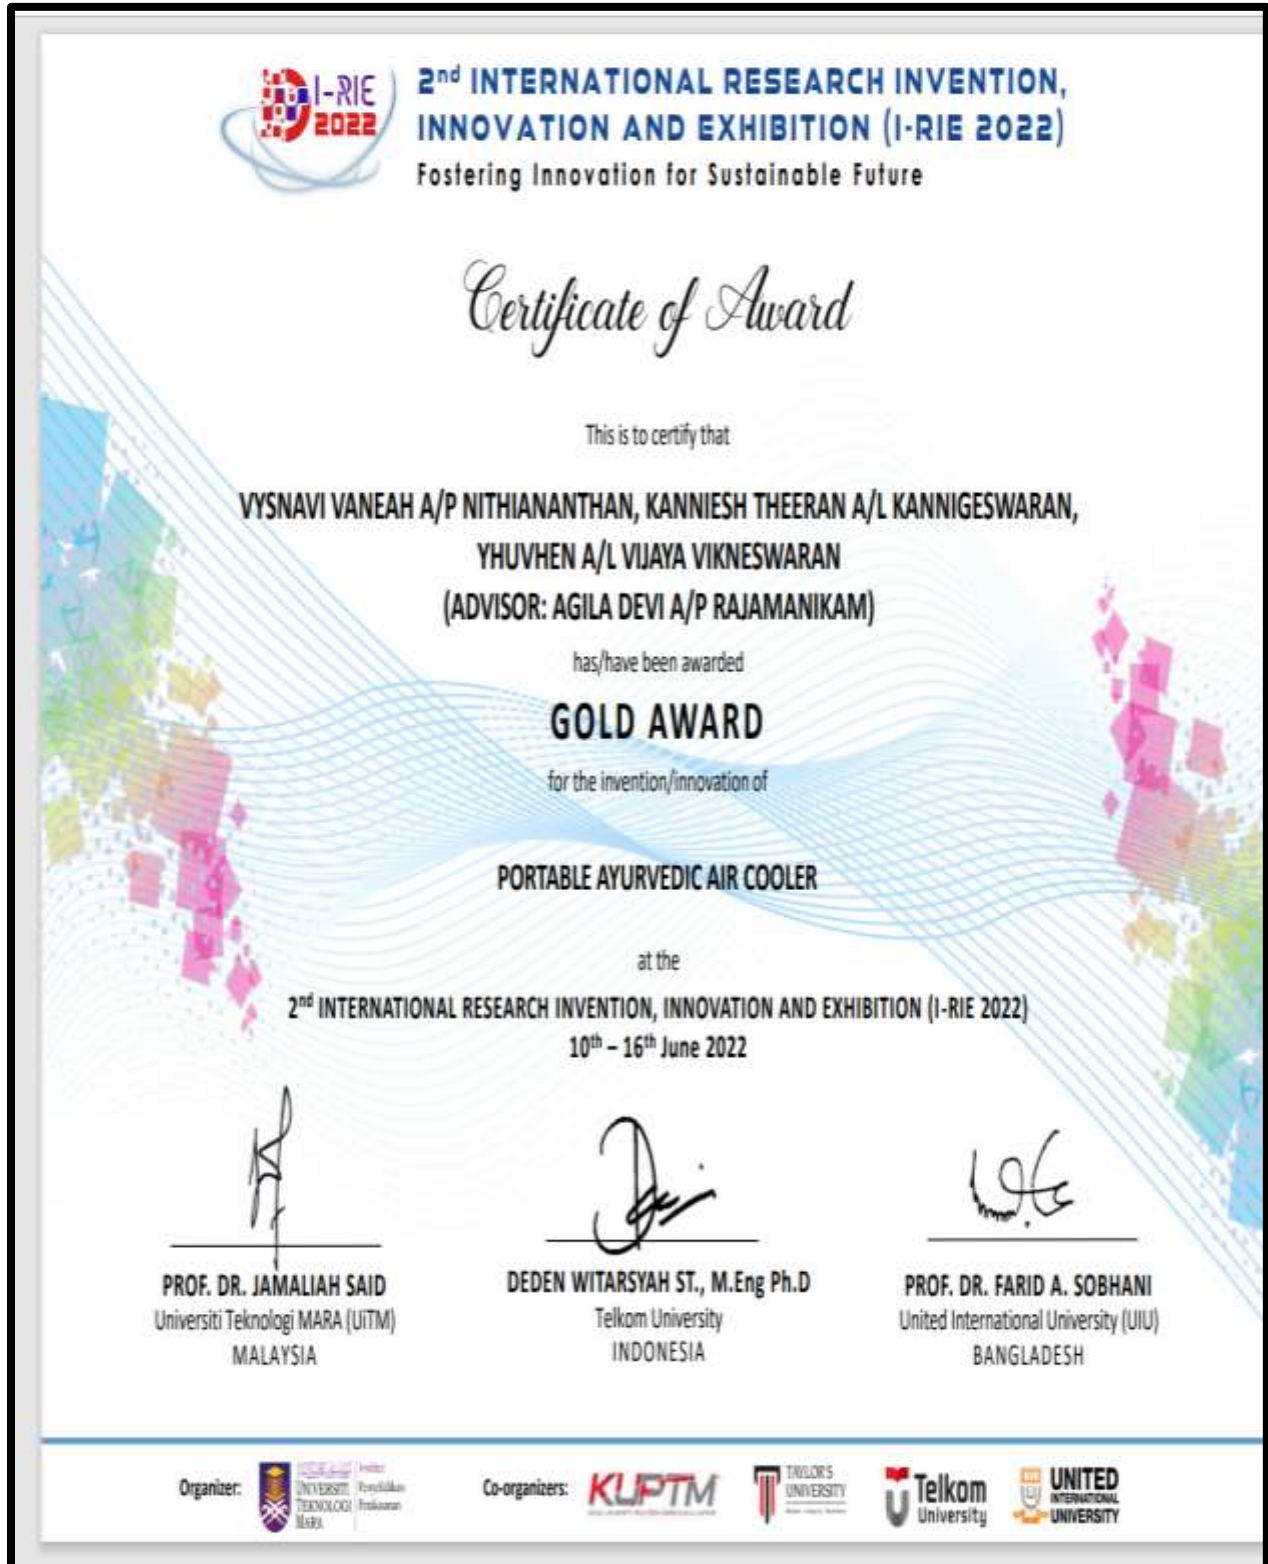 I-RIE
2022
2nd INTERNATIONAL RESEARCH INVENTION,
INNOVATION AND EXHIBITION (I-RIE 2022)
Fostering Innovation for Sustainable Future
Certificate of Award
This is to certify that
VYSNAVI VANEAH A/P NITHIANANTHAN, KANNIESH THEERAN A/L KANNIGESWARAN,
YHUVHEN A/L VIJAYA VIKNESWARAN
(ADVISOR: AGILA DEVI A/P RAJAMANIKAM)
has/have been awarded
GOLD AWARD
for the invention/innovation of
PORTABLE AYURVEDIC AIR COOLER
at the
2nd INTERNATIONAL RESEARCH INVENTION, INNOVATION AND EXHIBITION (I-RIE 2022)
10th – 16th June 2022
PROF. DR. JAMALIAH SAID
Universiti Teknologi MARA (UiTM)
MALAYSIA
DEDEN WITARSYAH ST., M.Eng Ph.D
Telkom University
INDONESIA
PROF. DR. FARID A. SOBHANI
United International University (UIU)
BANGLADESH
Organizer:
UNIVERSITI
TEKNOLOGI
MARA
Co-organizers:
KUPTM
TAYLOR'S
UNIVERSITY
Telkom
University
UNITED
INTERNATIONAL
UNIVERSITY